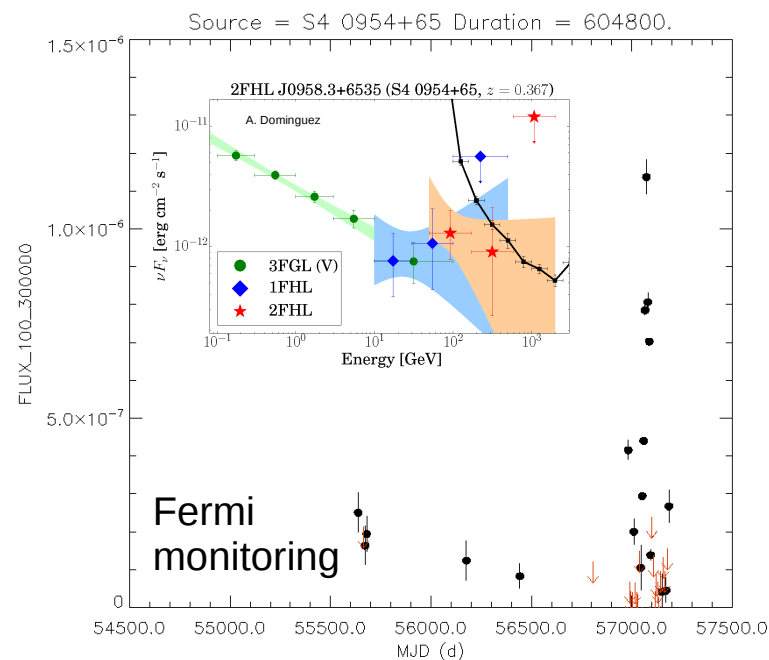 Source = S4 0954+65 Duration = 604800.
1.5×10⁻⁶
1.0×10⁻⁶
5.0×10⁻⁷
0
FLUX_100_300000
2FHL J0958.3+6535 (S4 0954+65, z = 0.367)
A. Dominguez
10⁻¹¹
10⁻¹²
νFν [erg cm⁻² s⁻¹]
3FGL (V)
1FHL
2FHL
10⁻¹ 10⁰ 10¹ 10² 10³
Energy [GeV]
Fermi
monitoring
54500.0 55000.0 55500.0 56000.0 56500.0 57000.0 57500.0
MJD (d)